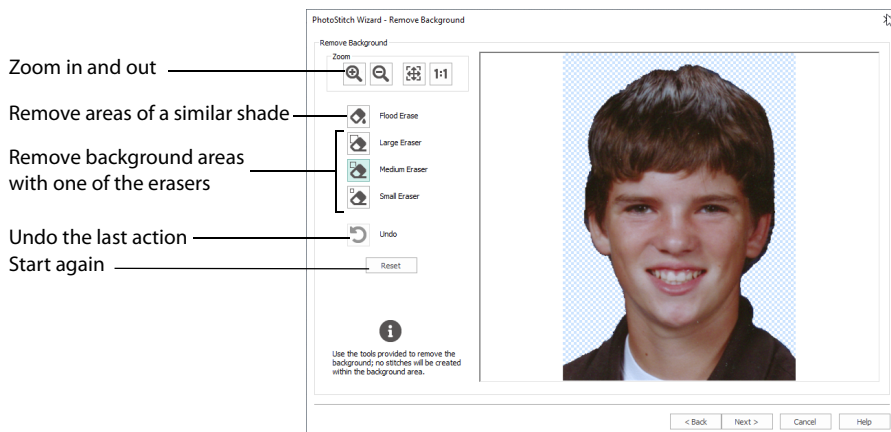 PhotoStitch Wizard - Remove Background
Remove Background
Zoom
1:1
Zoom in and out
Remove areas of a similar shade
Flood Erase
Large Eraser
Remove background areas
with one of the erasers
Medium Eraser
Small Eraser
Undo the last action
Undo
Start again
Reset
Use the tools provided to remove the
background; no stitches will be created
within the background area.
< Back
Next >
Cancel
Help